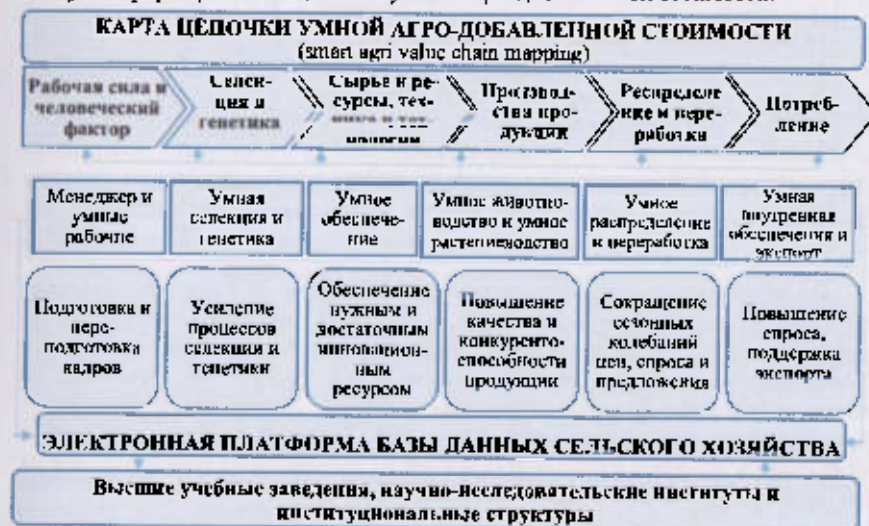 КАРТА ЦЕПОЧКИ УМНОЙ АГРО-ДОБАВЛЕННОЙ СТОИМОСТИ
(smart agri value chain mapping)
Рабочая сила и
человеческий
фактор
Селек-
ция и
генетика
Сырье и ре-
сурсы, тех-
Производ-
ства про-
дукции
Распределе
ние и пере-
работка
Потреб-
ление
Менеджер и
умные
рабочие
Умная
селекция и
генетика
Умное
обеспече-
ние
Умное животно-
водство и умное
растениеводство
Умное
распределение
и переработка
Умная
внутренняя
обеспечения и
экспорт
Подготовка и
пере-
подготовка
кадров
Усиление
процессов
селекции и
генетики
Обеспечение
нужным и
достаточным
инновацион-
ным
ресурсом
Повышение
качества и
конкуренто-
способности
продукции
Сокращение
сезонных
колебаний
цен, спроса и
предложения
Повышение
спроса,
поддержка
экспорта
ЭЛЕКТРОННАЯ ПЛАТФОРМА БАЗЫ ДАННЫХ СЕЛЬСКОГО ХОЗЯЙСТВА
Высшие учебные заведения, научно-исследовательские институты и
институциональные структуры